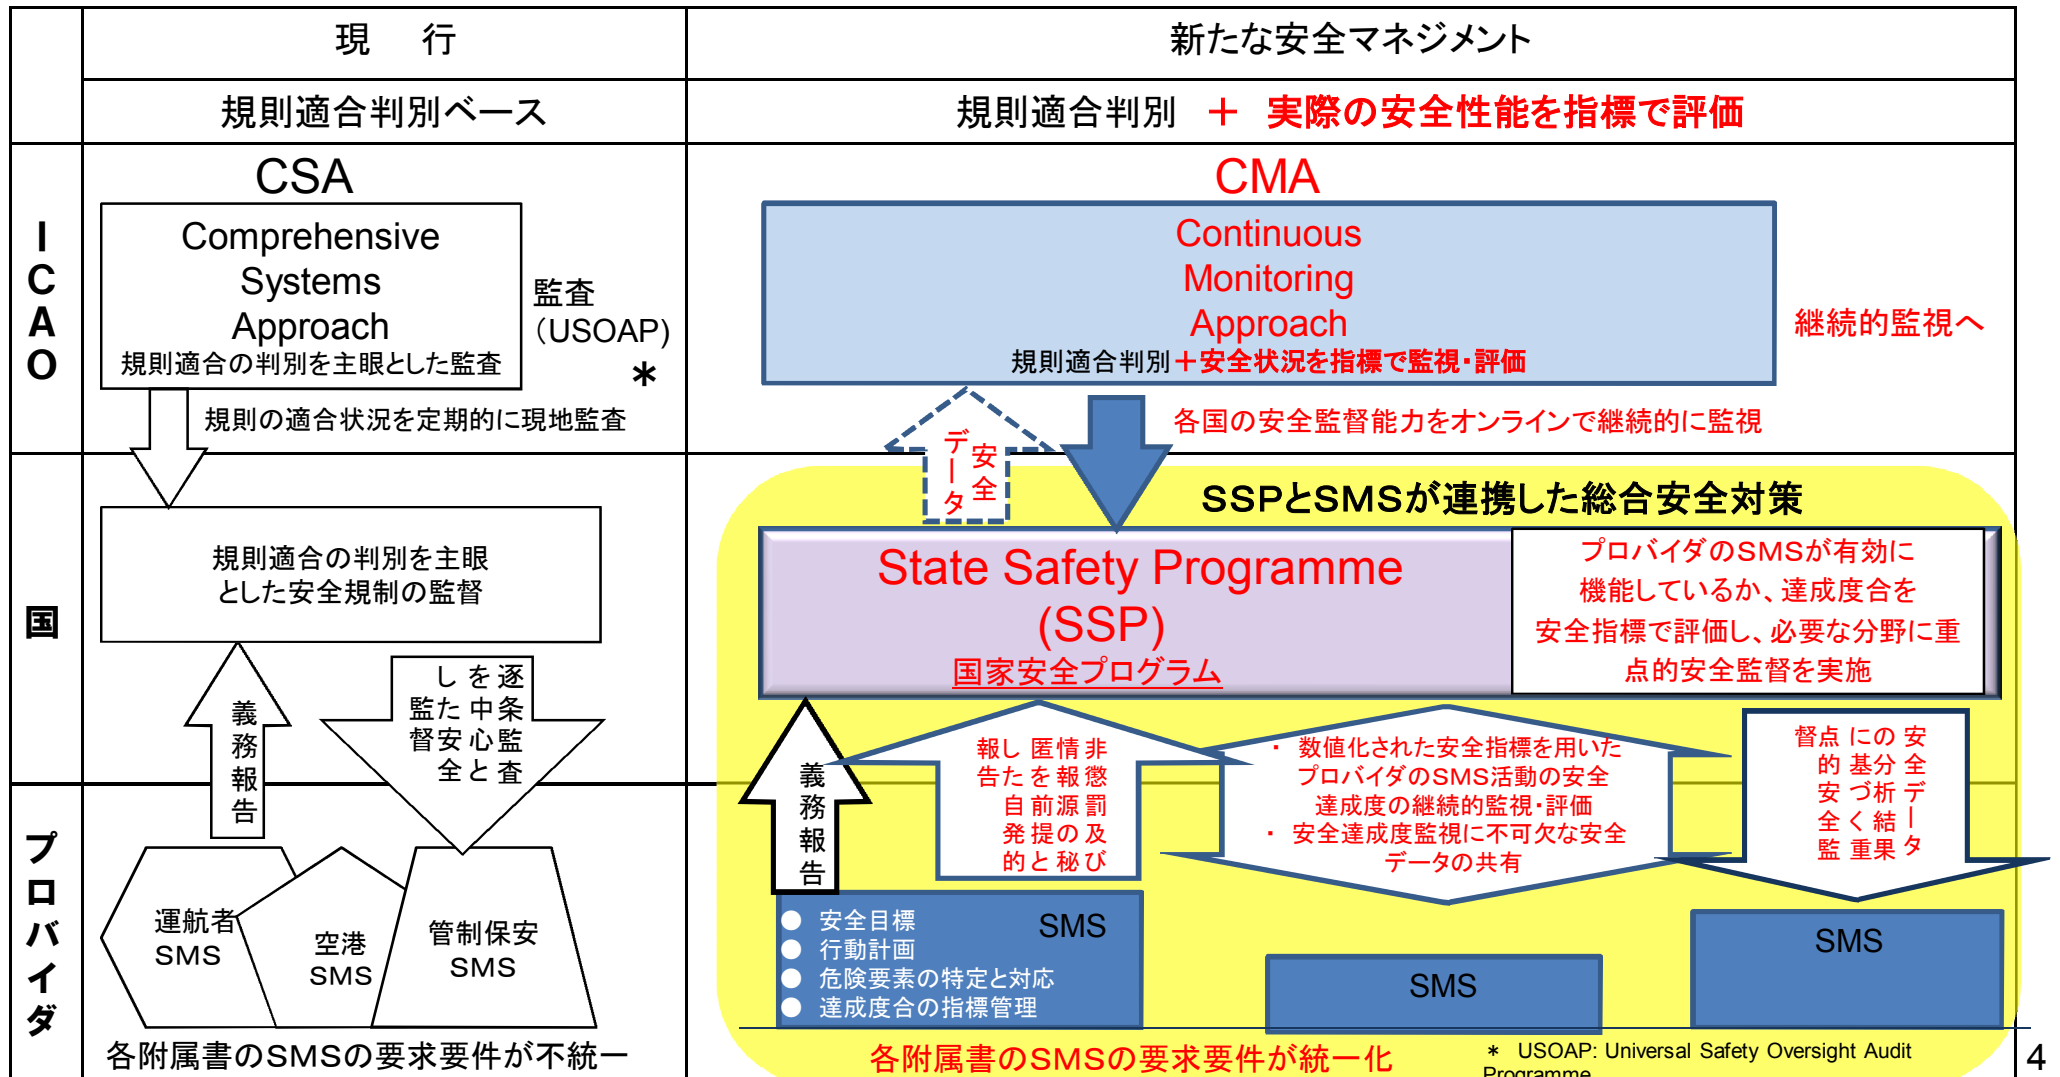 現　行
新たな安全マネジメント
規則適合判別ベース
規則適合判別 ＋ 実際の安全性能を指標で評価
ICAO
CSA
Comprehensive
Systems
Approach
規則適合の判別を主眼とした監査
監査
（USOAP)
*
規則の適合状況を定期的に現地監査
CMA
Continuous
Monitoring
Approach
規則適合判別＋安全状況を指標で監視・評価
継続的監視へ
安全
データ
各国の安全監督能力をオンラインで継続的に監視
国
規則適合の判別を主眼
とした安全規制の監督
義務報告
逐条監査
を中心と
した安全
監督
SSPとSMSが連携した総合安全対策
State Safety Programme
(SSP)
国家安全プログラム
プロバイダのSMSが有効に
機能しているか、達成度合を
安全指標で評価し、必要な分野に重
点的安全監督を実施
義務報告
非懲罰及び
情報源の秘
匿を前提と
した自発的
報告
・ 数値化された安全指標を用いた
プロバイダのSMS活動の安全
達成度の継続的監視・評価
・ 安全達成度監視に不可欠な安全
データの共有
安全データ
の分析結果
に基づく重
点的安全監
督
プロバイダ
運航者
SMS
空港
SMS
管制保安
SMS
各附属書のSMSの要求要件が不統一
● 安全目標
● 行動計画
● 危険要素の特定と対応
● 達成度合の指標管理
SMS
SMS
SMS
各附属書のSMSの要求要件が統一化
* USOAP: Universal Safety Oversight Audit
Programme
4